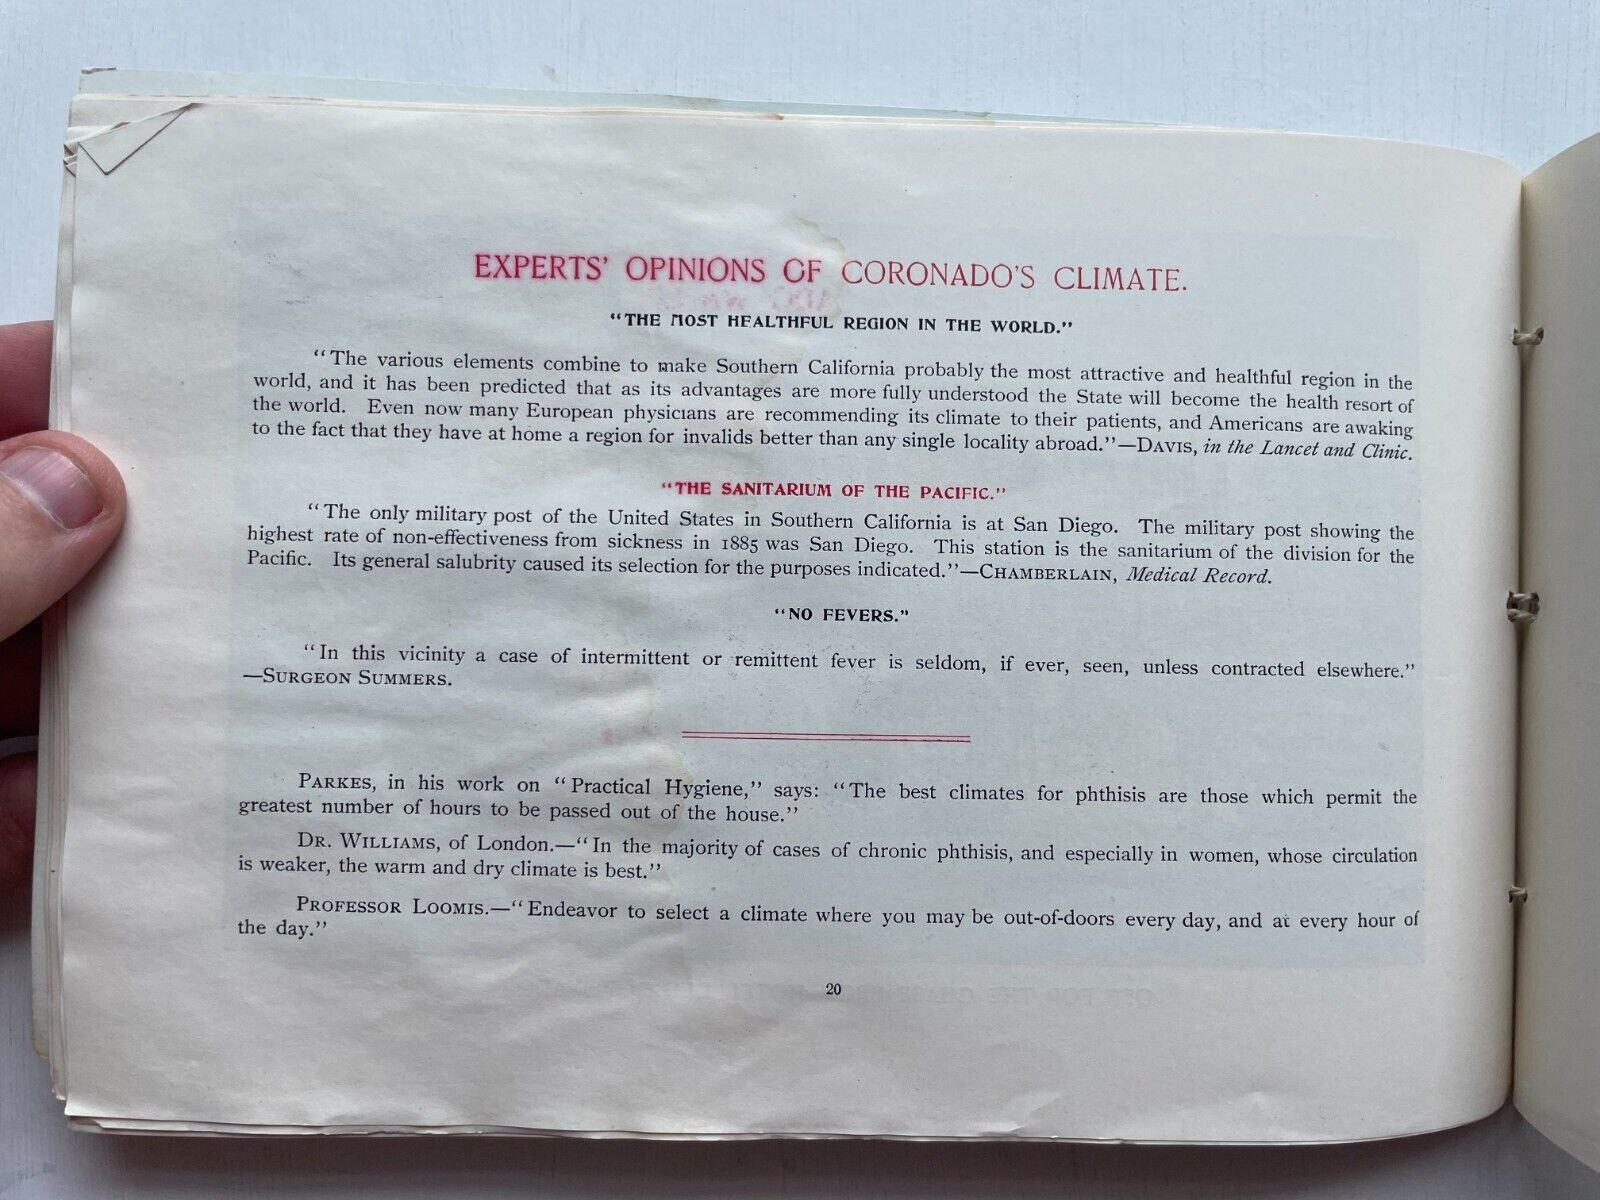 EXPERTS' OPINIONS OF CORONADO'S CLIMATE.
"THE MOST HEALTHFUL REGION IN THE WORLD."
"The various elements combine to make Southern California probably the most attractive and healthful region in the
world, and it has been predicted that as its advantages are more fully understood the State will become the health resort of
the world. Even now many European physicians are recommending its climate to their patients, and Americans are awaking
to the fact that they have at home a region for invalids better than any single locality abroad."—DAVIS, in the Lancet and Clinic.
"THE SANITARIUM OF THE PACIFIC."
"The only military post of the United States in Southern California is at San Diego. The military post showing the
highest rate of non-effectiveness from sickness in 1885 was San Diego. This station is the sanitarium of the division for the
Pacific. Its general salubrity caused its selection for the purposes indicated."—CHAMBERLAIN, Medical Record.
"NO FEVERS."
"In this vicinity a case of intermittent or remittent fever is seldom, if ever, seen, unless contracted elsewhere."
—SURGEON SUMMERS.
PARKES, in his work on "Practical Hygiene," says: "The best climates for phthisis are those which permit the
greatest number of hours to be passed out of the house."
DR. WILLIAMS, of London.—"In the majority of cases of chronic phthisis, and especially in women, whose circulation
is weaker, the warm and dry climate is best."
PROFESSOR LOOMIS.—"Endeavor to select a climate where you may be out-of-doors every day, and at every hour of
the day."
20